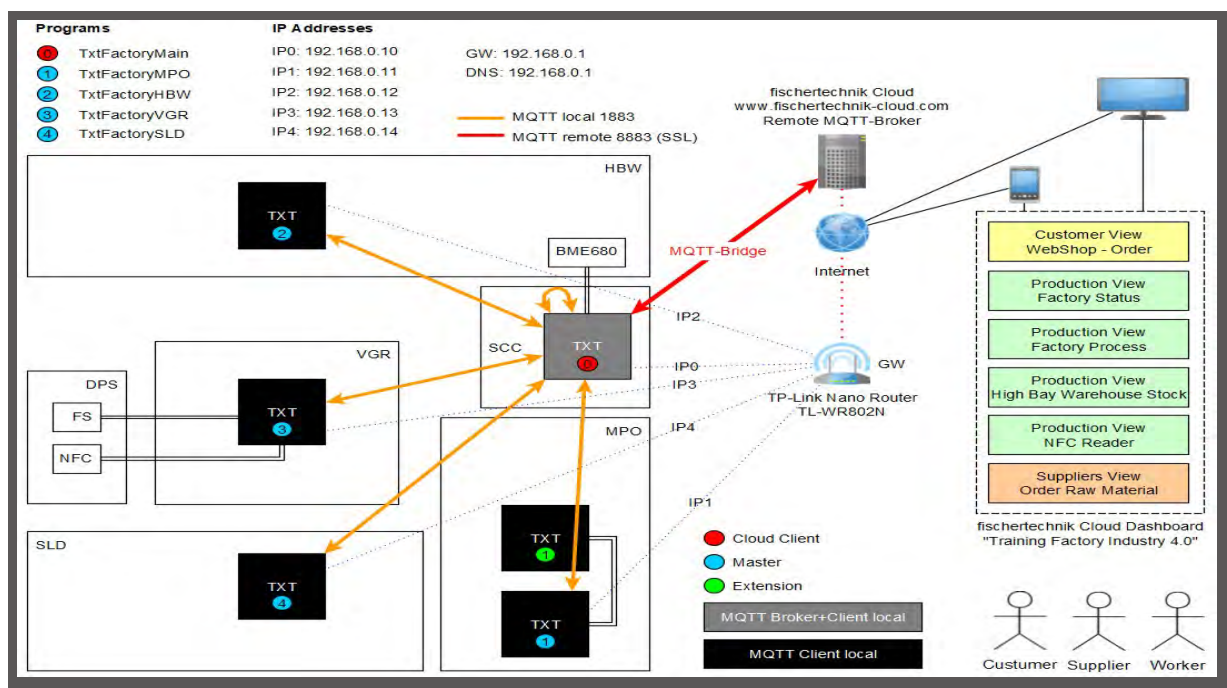 Programs
0 TxtFactoryMain
1 TxtFactoryMPO
2 TxtFactoryHBW
3 TxtFactoryVGR
4 TxtFactorySLD
IP Addresses
IP0: 192.168.0.10
IP1: 192.168.0.11
IP2: 192.168.0.12
IP3: 192.168.0.13
IP4: 192.168.0.14
GW: 192.168.0.1
DNS: 192.168.0.1
MQTT local 1883
MQTT remote 8883 (SSL)
fischertechnik Cloud
www.fischertechnik-cloud.com
Remote MQTT-Broker
HBW
TXT
2
BME680
MQTT-Bridge
Internet
SCC
TXT
0
IP2
IP0
IP3
IP4
IP1
GW
TP-Link Nano Router
TL-WR802N
VGR
TXT
3
DPS
FS
NFC
MPO
TXT
1
TXT
1
SLD
TXT
4
Cloud Client
Master
Extension
MQTT Broker+Client local
MQTT Client local
Customer View
WebShop - Order
Production View
Factory Status
Production View
Factory Process
Production View
High Bay Warehouse Stock
Production View
NFC Reader
Suppliers View
Order Raw Material
fischertechnik Cloud Dashboard
"Training Factory Industry 4.0"
Custumer
Supplier
Worker